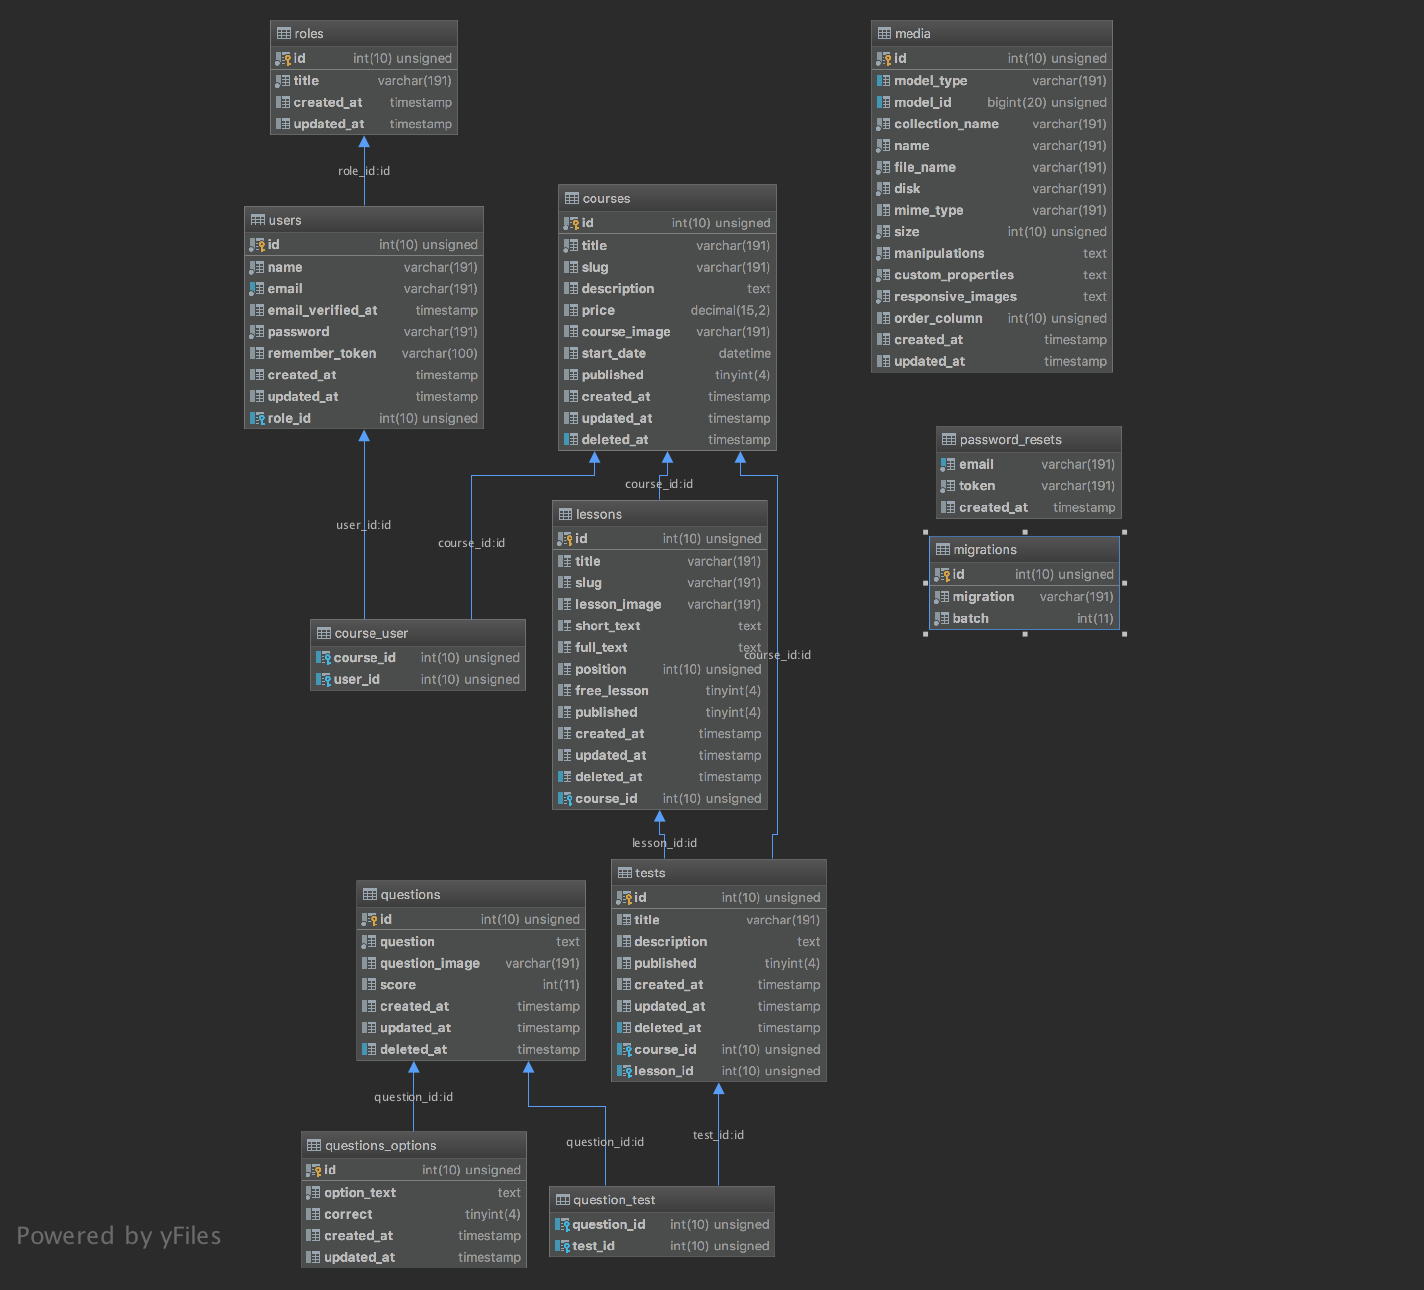 roles
id int(10) unsigned
title varchar(191)
created_at timestamp
updated_at timestamp
role_id:id
users
id int(10) unsigned
name varchar(191)
email varchar(191)
email_verified_at timestamp
password varchar(191)
remember_token varchar(100)
created_at timestamp
updated_at timestamp
role_id int(10) unsigned
user_id:id
course_id:id
course_user
course_id int(10) unsigned
user_id int(10) unsigned
courses
id int(10) unsigned
title varchar(191)
slug varchar(191)
description text
price decimal(15,2)
course_image varchar(191)
start_date datetime
published tinyint(4)
created_at timestamp
updated_at timestamp
deleted_at timestamp
course_id:id
lessons
id int(10) unsigned
title varchar(191)
slug varchar(191)
lesson_image varchar(191)
short_text text
full_text text
position int(10) unsigned
free_lesson tinyint(4)
published tinyint(4)
created_at timestamp
updated_at timestamp
deleted_at timestamp
course_id int(10) unsigned
course_id:id
lesson_id:id
tests
id int(10) unsigned
title varchar(191)
description text
published tinyint(4)
created_at timestamp
updated_at timestamp
deleted_at timestamp
course_id int(10) unsigned
lesson_id int(10) unsigned
questions
id int(10) unsigned
question text
question_image varchar(191)
score int(11)
created_at timestamp
updated_at timestamp
deleted_at timestamp
question_id:id
question_id:id
test_id:id
questions_options
id int(10) unsigned
option_text text
correct tinyint(4)
created_at timestamp
updated_at timestamp
question_test
question_id int(10) unsigned
test_id int(10) unsigned
media
id int(10) unsigned
model_type varchar(191)
model_id bigint(20) unsigned
collection_name varchar(191)
name varchar(191)
file_name varchar(191)
disk varchar(191)
mime_type varchar(191)
size int(10) unsigned
manipulations text
custom_properties text
responsive_images text
order_column int(10) unsigned
created_at timestamp
updated_at timestamp
password_resets
email varchar(191)
token varchar(191)
created_at timestamp
migrations
id int(10) unsigned
migration varchar(191)
batch int(11)
Powered by yFiles